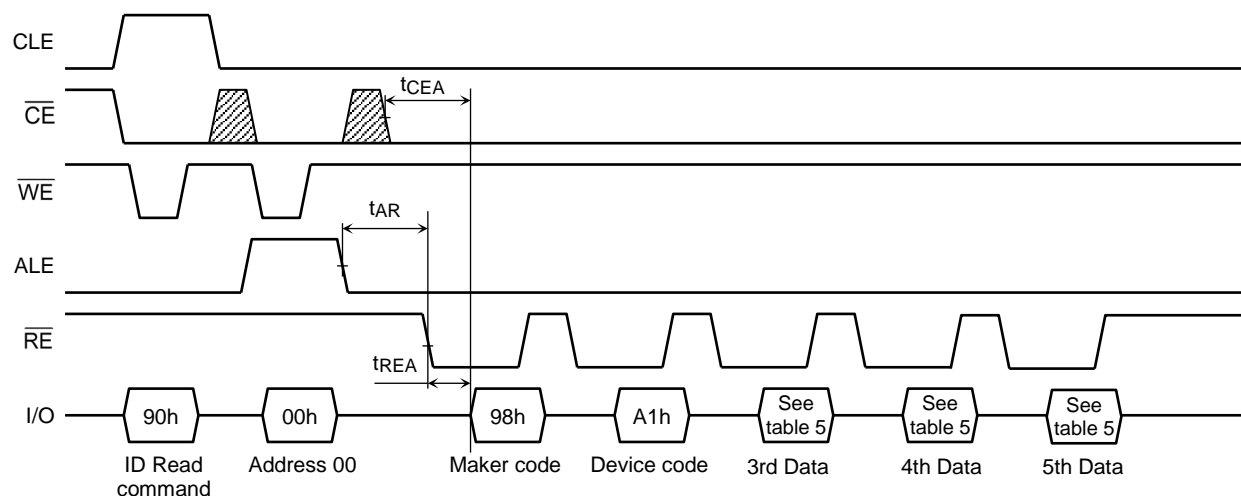 CLE
tCEA
CE
WE
tAR
ALE
RE
tREA
I/O
90h
00h
98h
A1h
See
table 5
See
table 5
See
table 5
ID Read
command
Address 00
Maker code
Device code
3rd Data
4th Data
5th Data